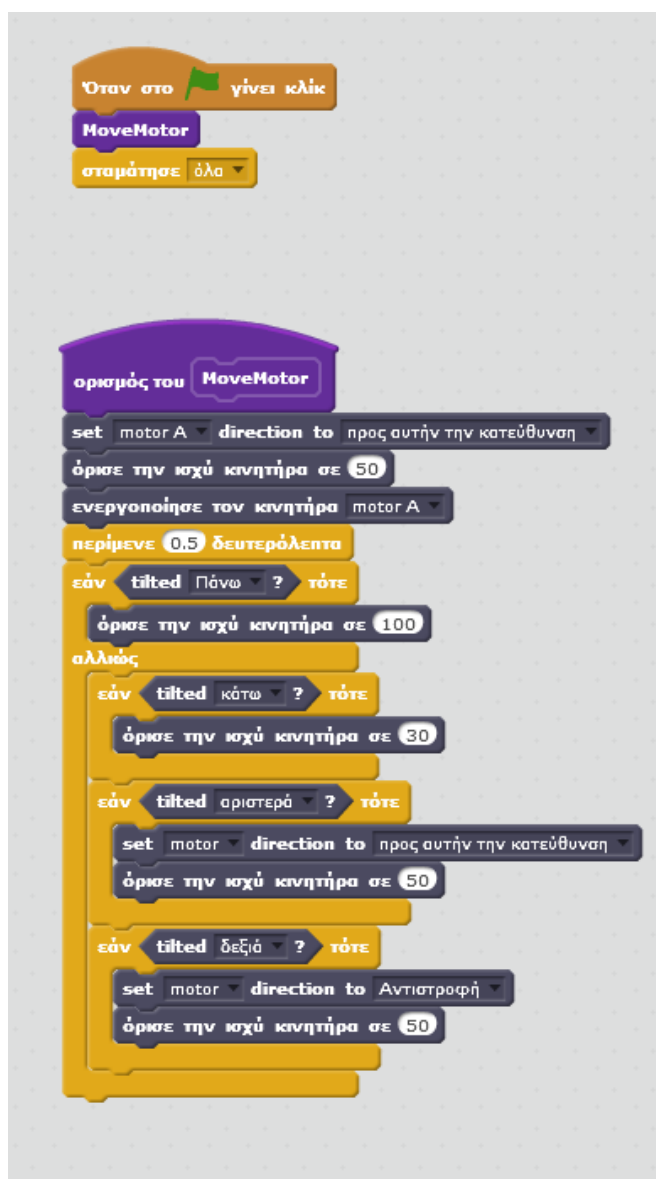 Όταν στο γίνει κλίκ
MoveMotor
σταμάτησε όλα
ορισμός του MoveMotor
set motor A direction to προς αυτήν την κατεύθυνση
όρισε την ισχύ κινητήρα σε 50
ενεργοποίησε τον κινητήρα motor A
περίμενε 0.5 δευτερόλεπτα
εάν tilted Πάνω ? τότε
όρισε την ισχύ κινητήρα σε 100
αλλιώς
εάν tilted κάτω ? τότε
όρισε την ισχύ κινητήρα σε 30
εάν tilted αριστερά ? τότε
set motor direction to προς αυτήν την κατεύθυνση
όρισε την ισχύ κινητήρα σε 50
εάν tilted δεξιά ? τότε
set motor direction to Αντιστροφή
όρισε την ισχύ κινητήρα σε 50